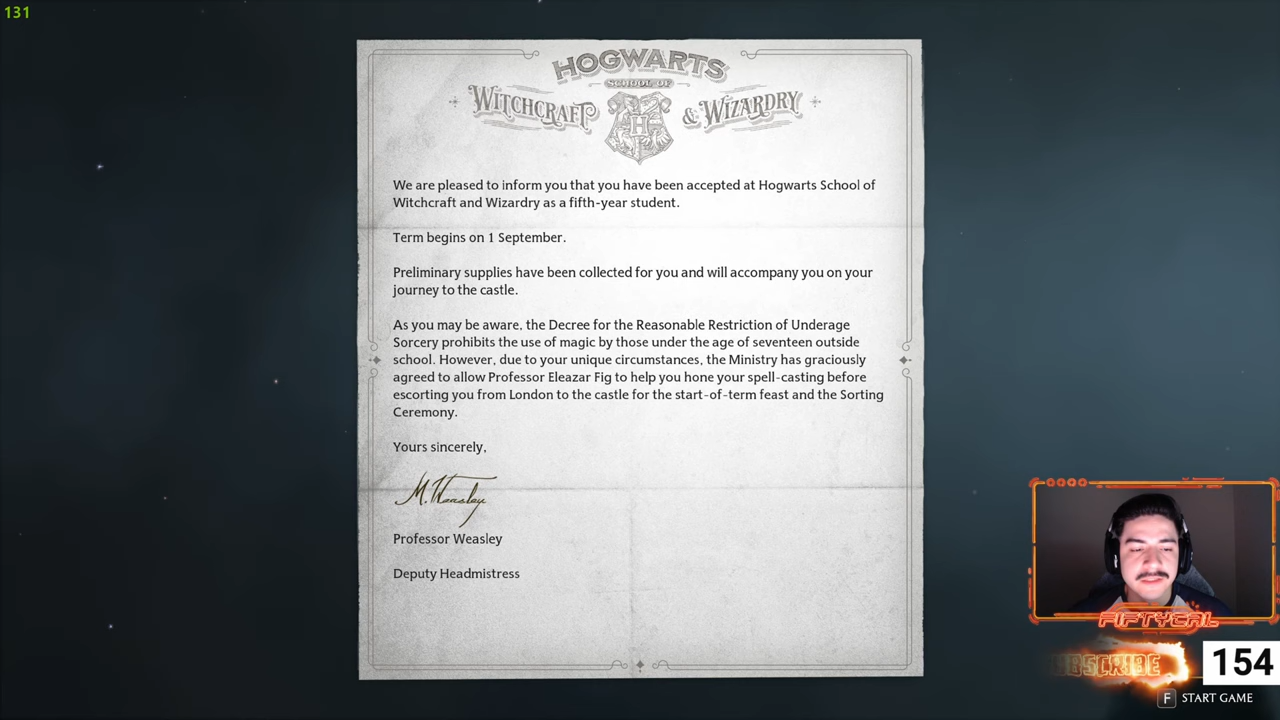 131
HOGWARTS
SCHOOL OF
WITCHCRAFT & WIZARDRY
H
We are pleased to inform you that you have been accepted at Hogwarts School of
Witchcraft and Wizardry as a fifth-year student.
Term begins on 1 September.
Preliminary supplies have been collected for you and will accompany you on your
journey to the castle.
As you may be aware, the Decree for the Reasonable Restriction of Underage
Sorcery prohibits the use of magic by those under the age of seventeen outside
school. However, due to your unique circumstances, the Ministry has graciously
agreed to allow Professor Eleazar Fig to help you hone your spell-casting before
escorting you from London to the castle for the start-of-term feast and the Sorting
Ceremony.
Yours sincerely,
M. Weasley
Professor Weasley
Deputy Headmistress
FIFTYCAL
UBSCRIBE
154
F START GAME